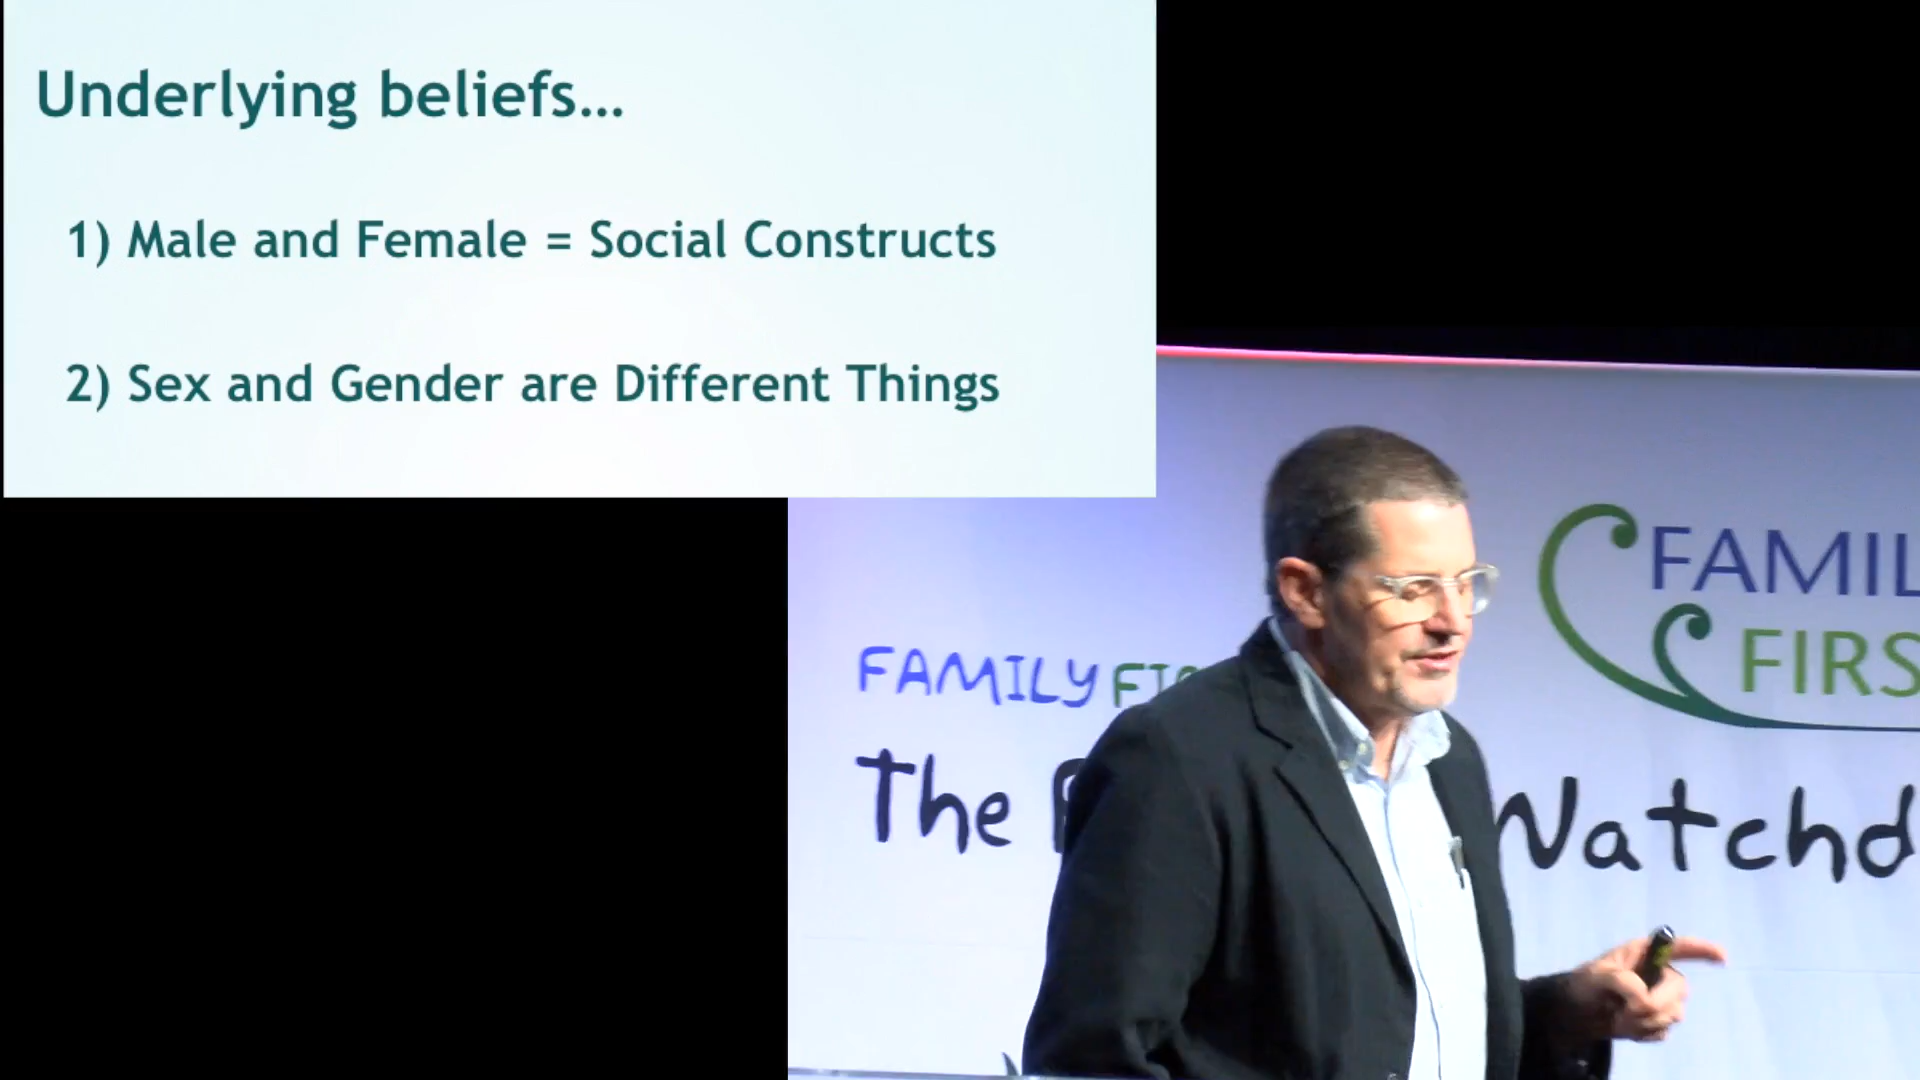 Underlying beliefs...
1) Male and Female = Social Constructs
2) Sex and Gender are Different Things
FAMILY
FAMIL
FIRS
The
Watchd